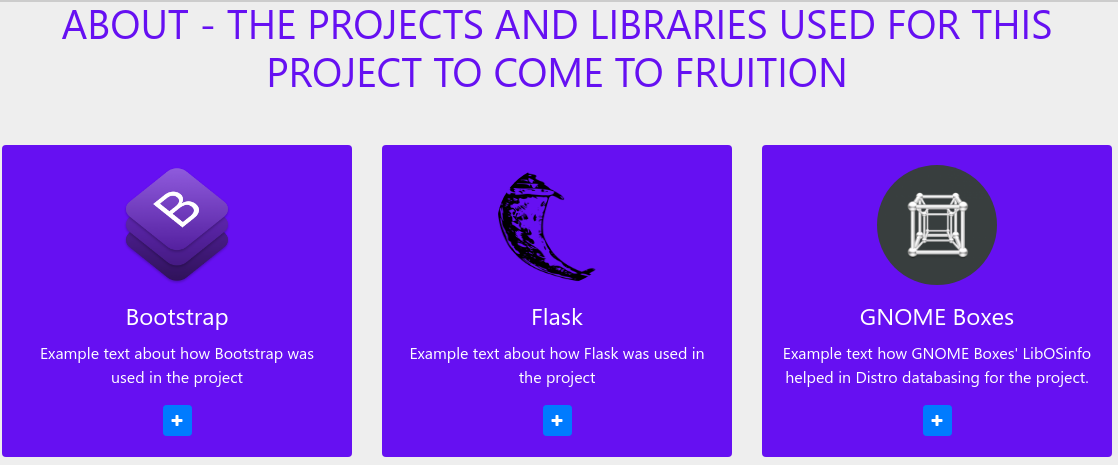 ABOUT - THE PROJECTS AND LIBRARIES USED FOR THIS
PROJECT TO COME TO FRUITION
B
Bootstrap
Example text about how Bootstrap was
used in the project
+
Flask
Example text about how Flask was used in
the project
+
GNOME Boxes
Example text how GNOME Boxes' LibOSinfo
helped in Distro databasing for the project.
+